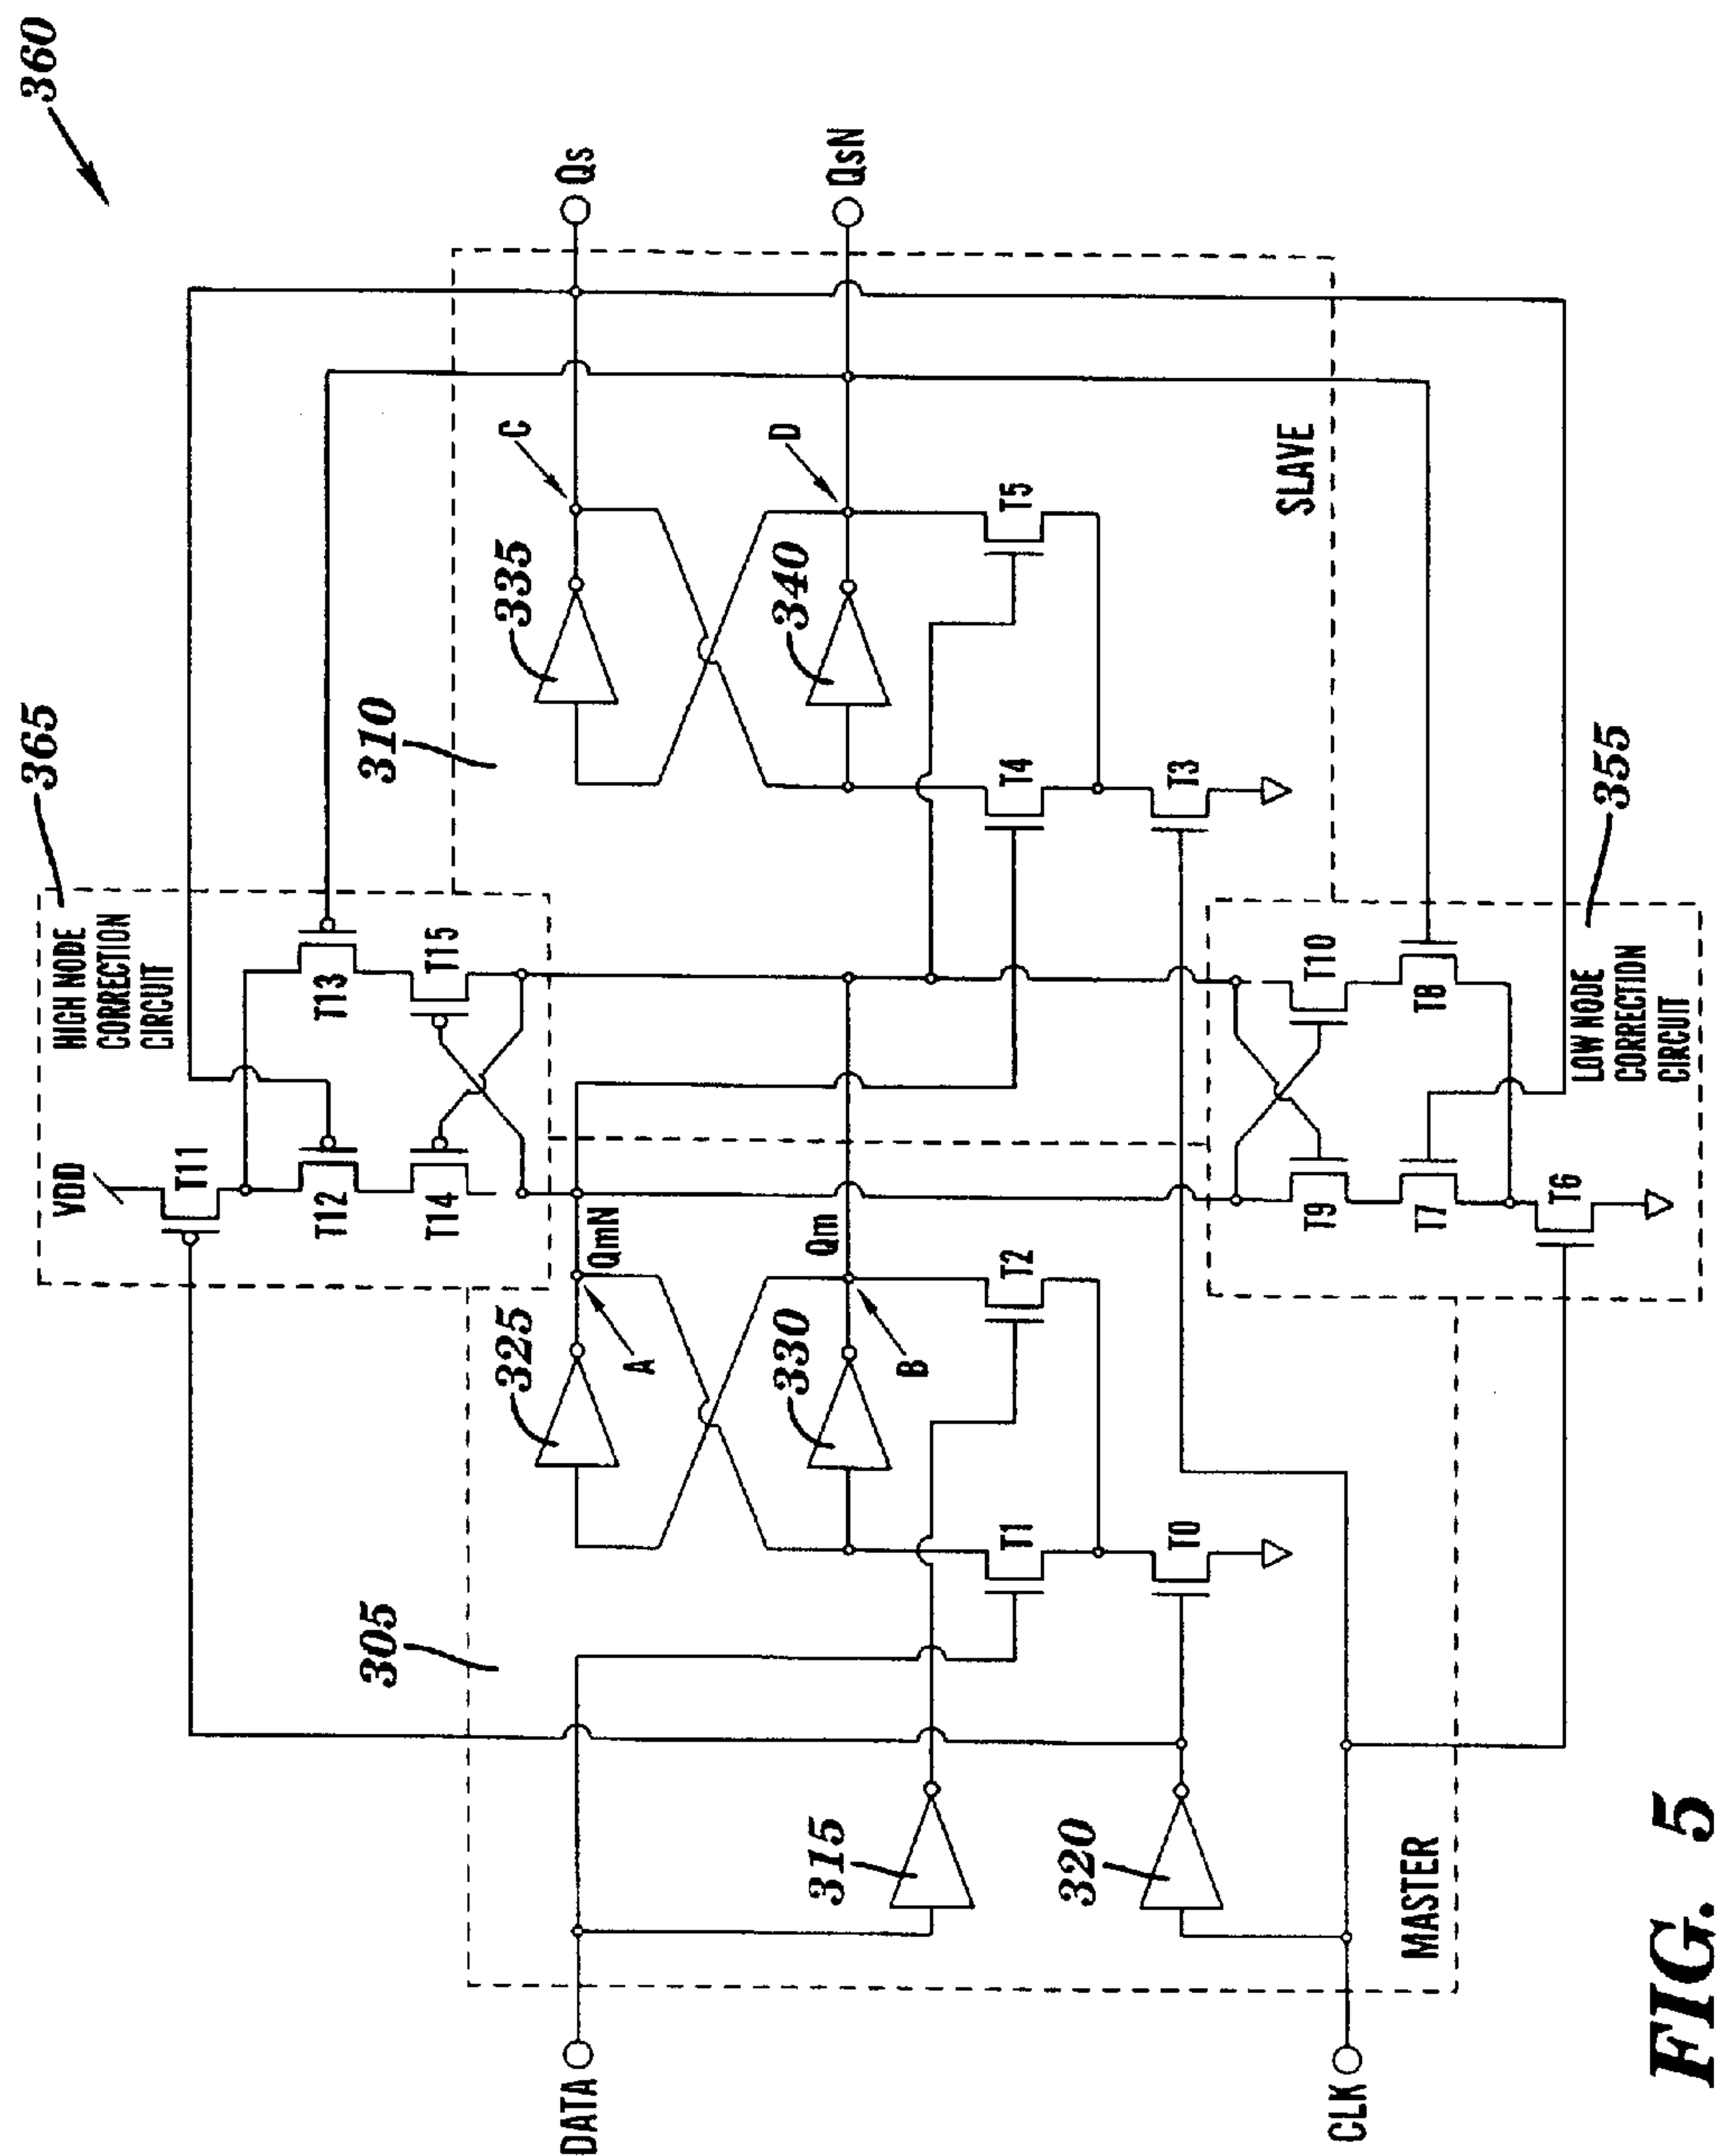 360
365
HIGH NODE
CORRECTION
CIRCUIT
VDD
T11
T12
T13
T14
T15
305
310
325
335
QmN
A
C
Qs
330
340
Qm
B
D
QsN
315
320
T1
T2
T0
T4
T5
T3
DATA
CLK
MASTER
SLAVE
T9
T10
T7
T8
T6
LOW NODE
CORRECTION
CIRCUIT
355
FIG. 5